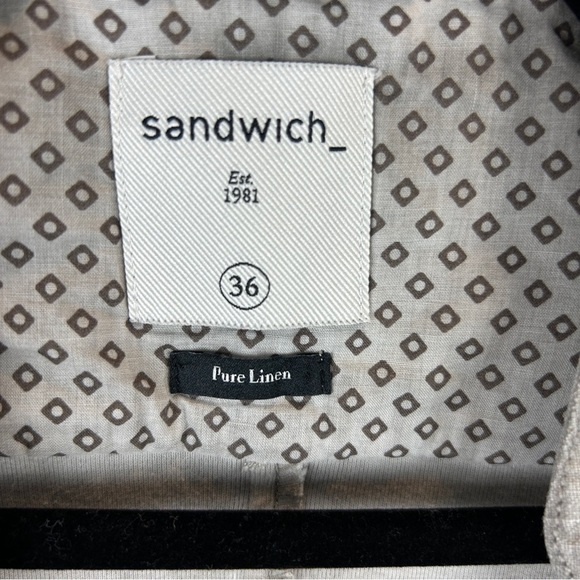 sandwich_
Est.
1981
36
Pure Linen